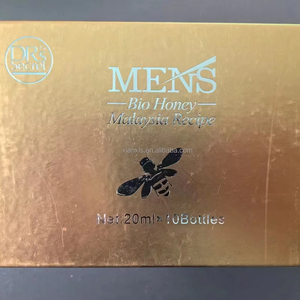 DR's
Secret
MENS
Bio Honey
Malaysia Recipe
Net:20ml* 10Bottles